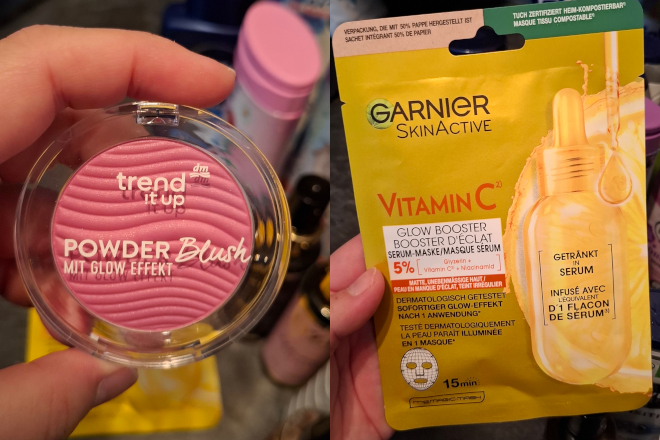 dm
trend
it up
POWDER Blush
MIT GLOW EFFEKT
VERPACKUNG, DIE MIT 50% PAPPE HERGESTELLT IST
SACHET INTÉGRANT 50% DE PAPIER
TUCH ZERTIFIZIERT HEIM-KOMPOSTIERBAR
MASQUE TISSU COMPOSTABLE
GARNIER
SKINACTIVE
VITAMIN C
GLOW BOOSTER
BOOSTER D'ÉCLAT
SERUM-MASKE/MASQUE SÉRUM
5% Glycerin +
Vitamin C + Niacinamid
MATTE, UNEBENMÄSSIGE HAUT/
PEAU EN MANQUE D'ÉCLAT, TEINT IRRÉGULIER
DERMATOLOGISCH GETESTET
SOFORTIGER GLOW-EFFEKT
NACH 1 ANWENDUNG*
TESTÉ DERMATOLOGIQUEMENT
LA PEAU PARAÎT ILLUMINÉE
EN 1 MASQUE*
15min
GETRÄNKT
IN
SERUM
INFUSÉ AVEC
L'ÉQUIVALENT
D'1 FLACON
DE SÉRUM